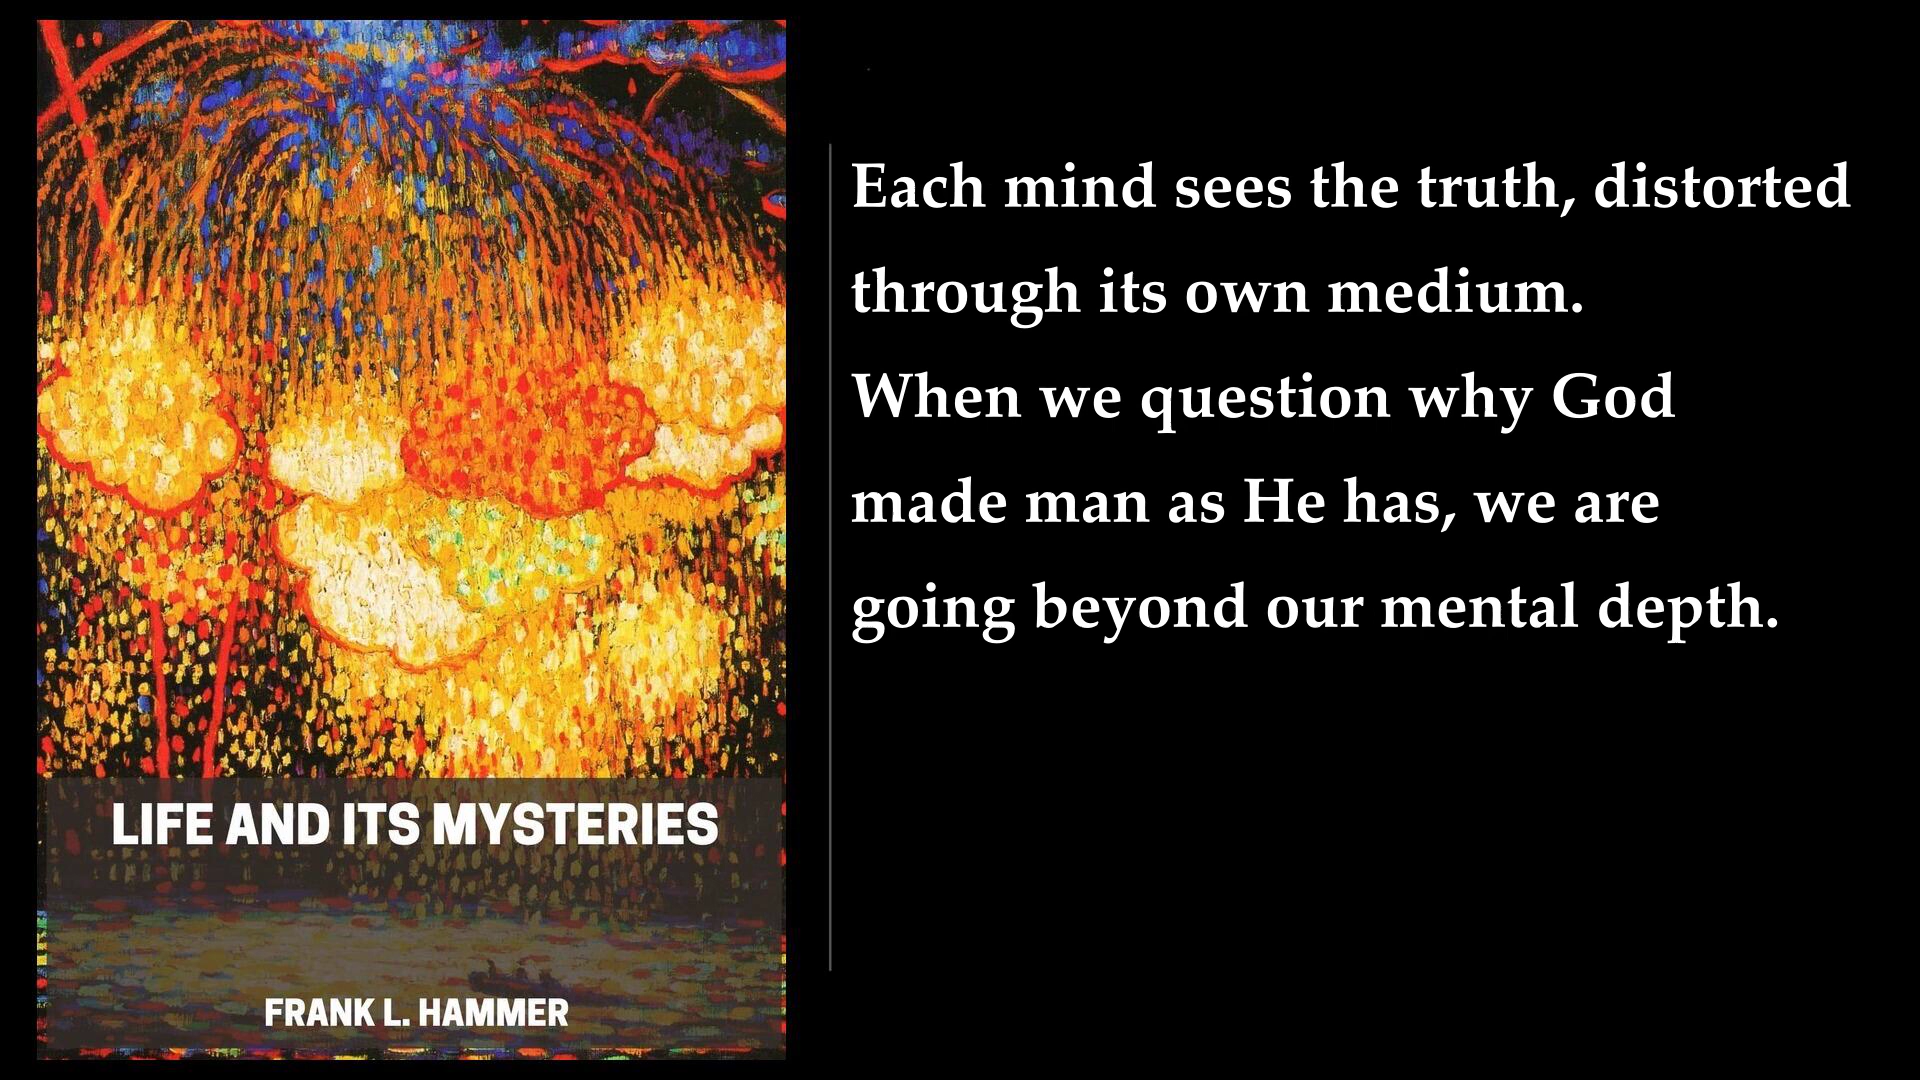 LIFE AND ITS MYSTERIES
FRANK L. HAMMER
Each mind sees the truth, distorted
through its own medium.
When we question why God
made man as He has, we are
going beyond our mental depth.